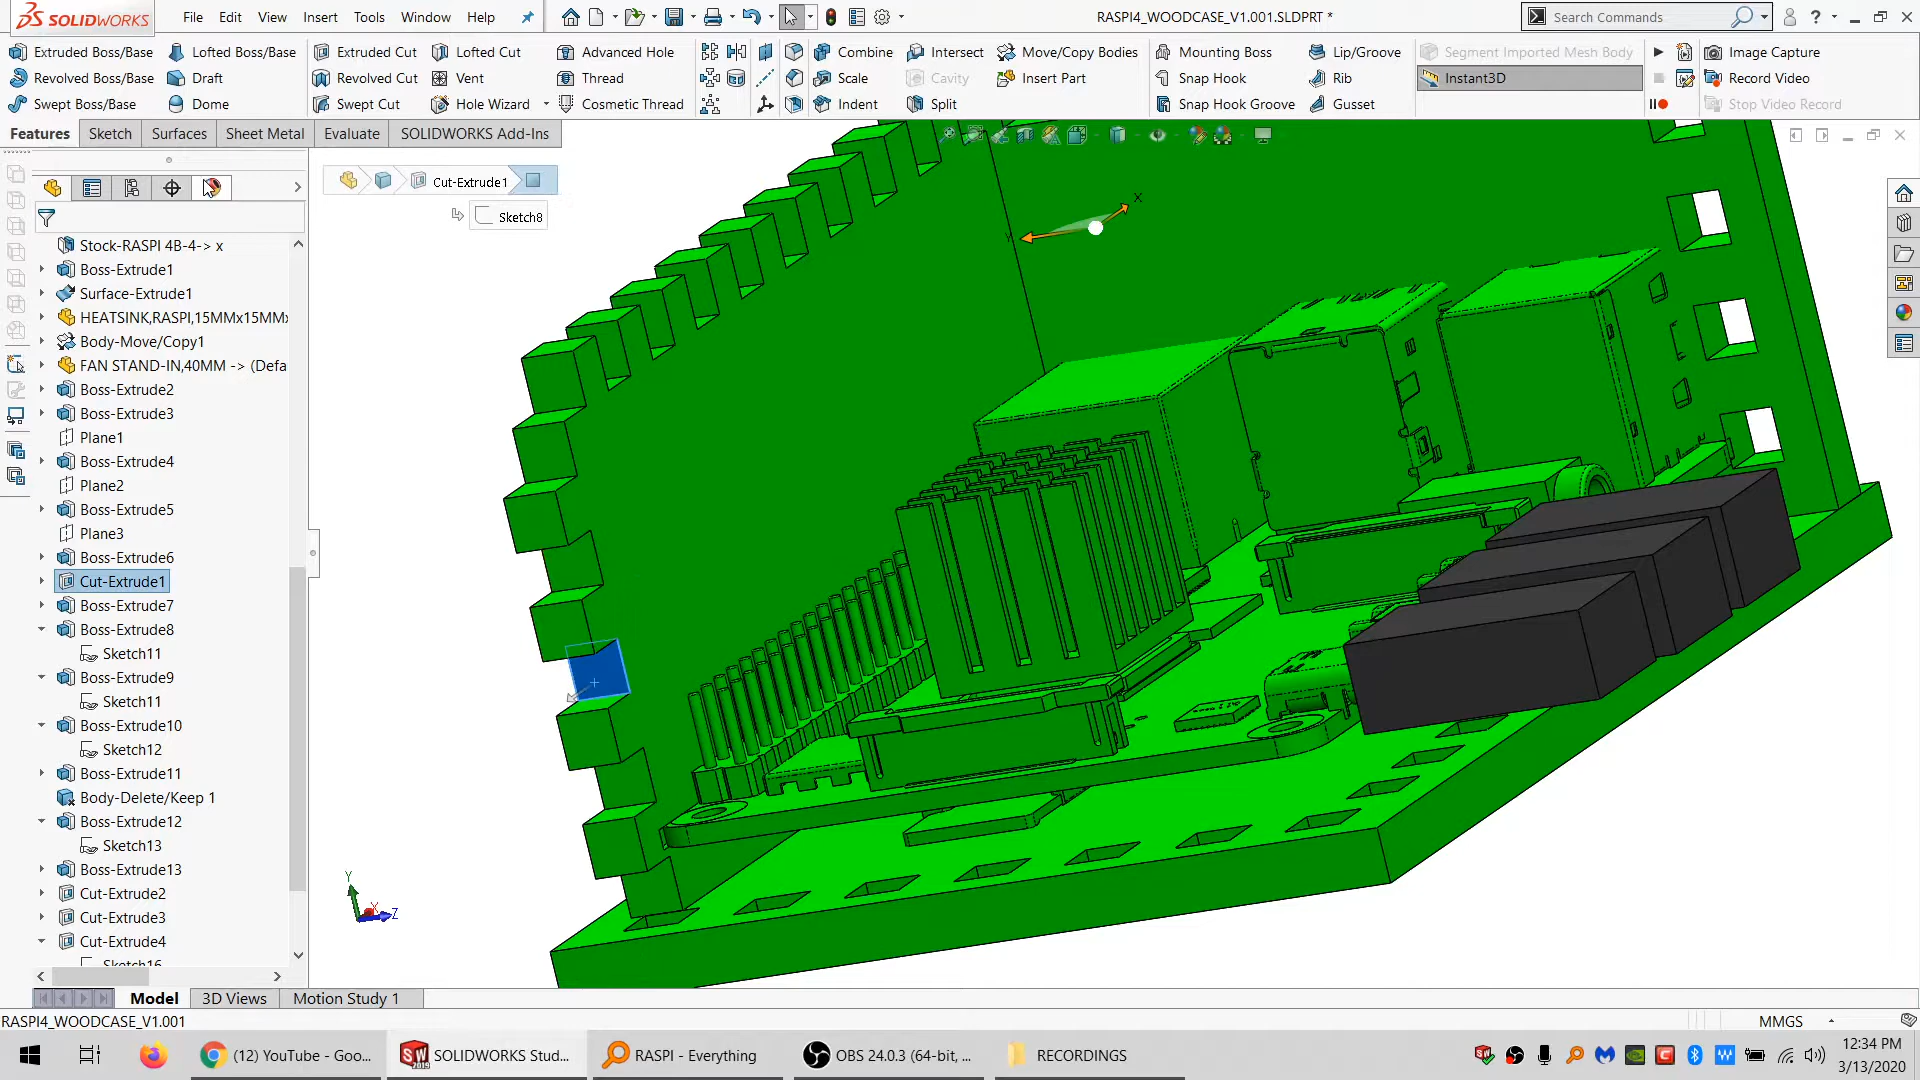 SOLIDWORKS
File Edit View Insert Tools Window Help
RASPI4_WOODCASE_V1.001.SLDPRT *
Search Commands
?
Extruded Boss/Base
Revolved Boss/Base
Swept Boss/Base
Lofted Boss/Base
Draft
Dome
Extruded Cut
Revolved Cut
Swept Cut
Lofted Cut
Vent
Hole Wizard
Advanced Hole
Thread
Cosmetic Thread
Combine
Scale
Indent
Intersect
Cavity
Split
Move/Copy Bodies
Insert Part
Mounting Boss
Snap Hook
Snap Hook Groove
Lip/Groove
Rib
Gusset
Segment Imported Mesh Body
Instant3D
Image Capture
Record Video
Stop Video Record
Features Sketch Surfaces Sheet Metal Evaluate SOLIDWORKS Add-Ins
Cut-Extrude1
Sketch8
Stock-RASPI 4B-4-> x
Boss-Extrude1
Surface-Extrude1
HEATSINK,RASPI,15MMx15MMx
Body-Move/Copy1
FAN STAND-IN,40MM -> (Defa
Boss-Extrude2
Boss-Extrude3
Plane1
Boss-Extrude4
Plane2
Boss-Extrude5
Plane3
Boss-Extrude6
Cut-Extrude1
Boss-Extrude7
Boss-Extrude8
Sketch11
Boss-Extrude9
Sketch11
Boss-Extrude10
Sketch12
Boss-Extrude11
Body-Delete/Keep 1
Boss-Extrude12
Sketch13
Boss-Extrude13
Cut-Extrude2
Cut-Extrude3
Cut-Extrude4
Sketch16
X
Y
Y
X
Z
Model 3D Views Motion Study 1
RASPI4_WOODCASE_V1.001
MMGS
(12) YouTube - Goo...
SW 2019
SOLIDWORKS Stud...
RASPI - Everything
OBS 24.0.3 (64-bit, ...
RECORDINGS
12:34 PM
3/13/2020